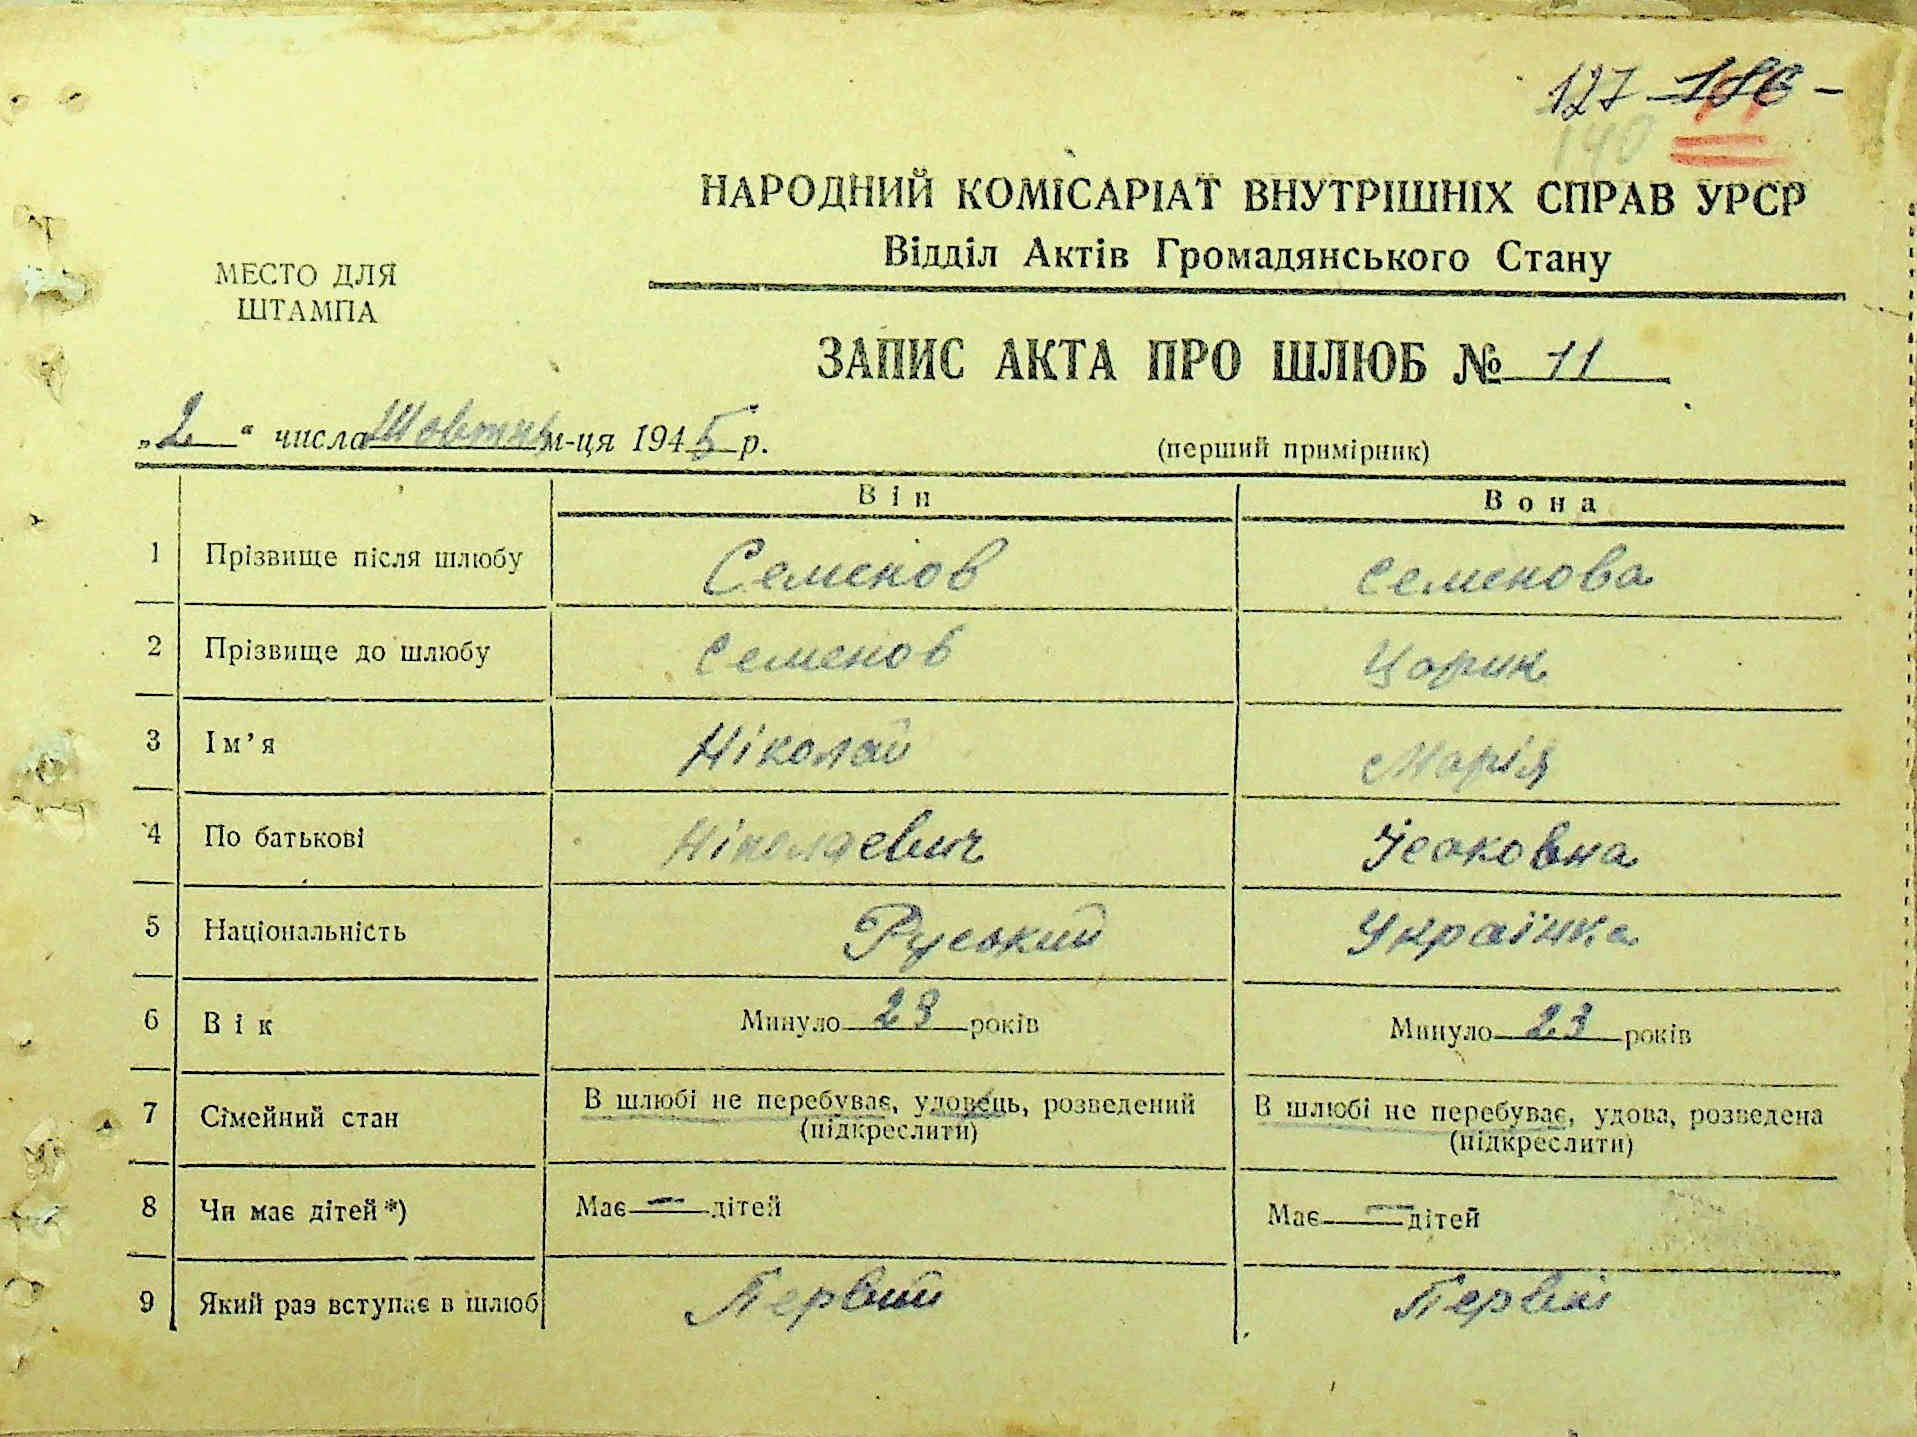 127 186 -
140
НАРОДНИЙ КОМІСАРІАТ ВНУТРІШНІХ СПРАВ УРСР
Відділ Актів Громадянського Стану
МЕСТО ДЛЯ
ШТАМПА
ЗАПИС АКТА ПРО ШЛЮБ № 11
„2“ числа Жовтня м-ця 1945 р.
(перший примірник)
Він Вона
1 Прізвище після шлюбу Семенов Семенова
2 Прізвище до шлюбу Семенов Царик
3 Ім’я Ніколай Марія
4 По батькові Ніколаевич Ісаковна
5 Національність Руський Українка
6 Вік Минуло 23 років Минуло 23 років
7 Сімейний стан В шлюбі не перебуває, удовець, розведений В шлюбі не перебуває, удова, розведена
(підкреслити) (підкреслити)
8 Чи має дітей*) Має — дітей Має — дітей
9 Який раз вступає в шлюб Первий Первий